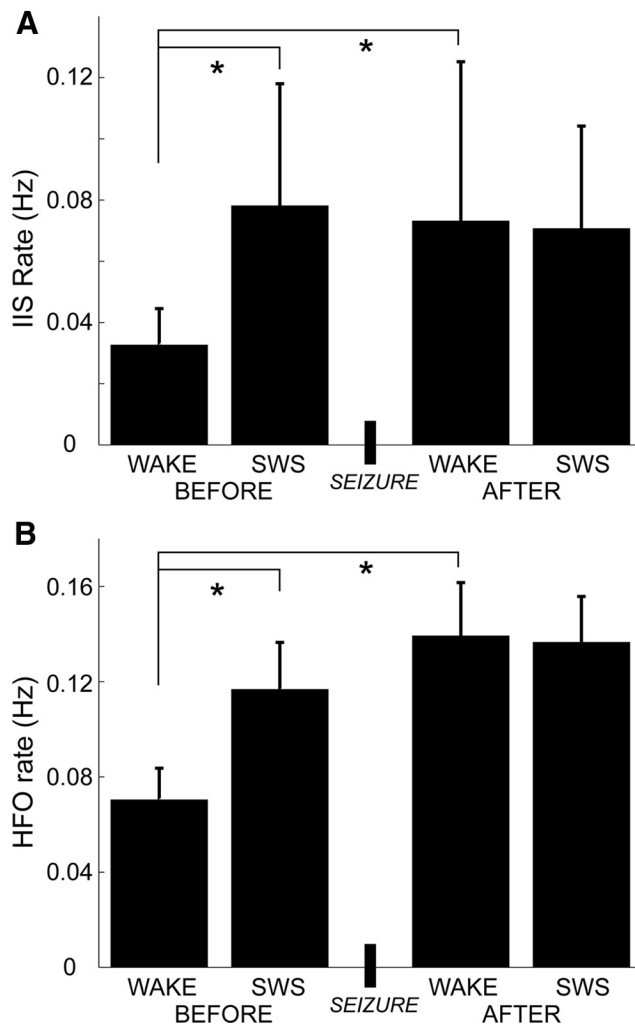 A
IIS Rate (Hz)
0.12
0.08
0.04
0
*
*
WAKE SWS WAKE SWS
BEFORE SEIZURE AFTER
B
HFO rate (Hz)
0.16
0.12
0.08
0.04
0
*
*
WAKE SWS WAKE SWS
BEFORE SEIZURE AFTER